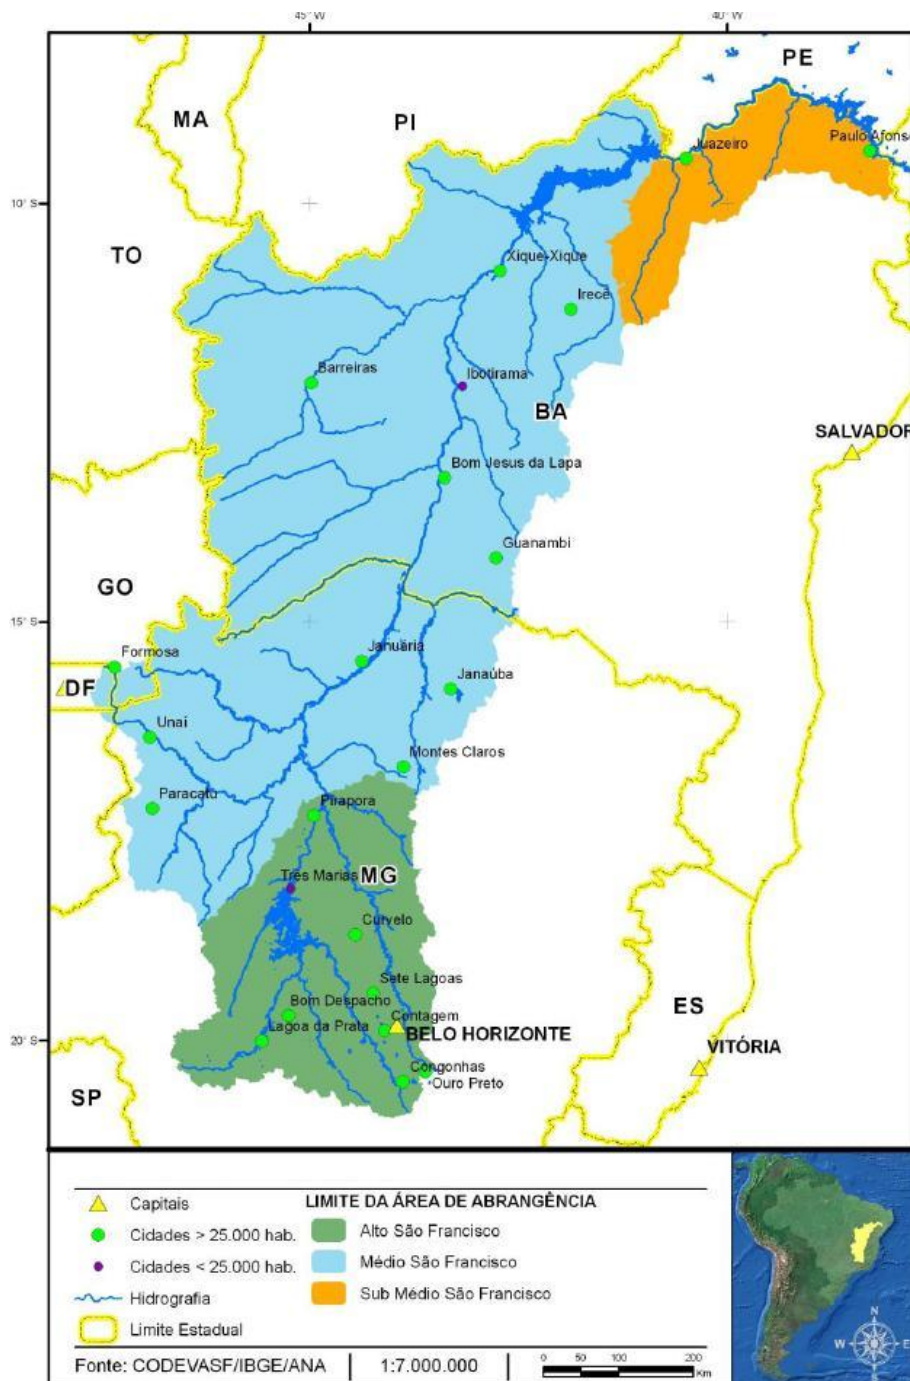 45° W
40° W
PE
MA
PI
Paulo Afonso
Juazeiro
10° S
TO
Xique-Xique
Irecê
Barreiras
Ibotirama
BA
SALVADOR
Bom Jesus da Lapa
Guanambi
GO
15° S
Formosa
Januária
Janaúba
DF
Unaí
Montes Claros
Paracatu
Pirapora
Três Marias
MG
Curvelo
Sete Lagoas
Bom Despacho
Contagem
Lagoa da Prata
BELO HORIZONTE
ES
VITÓRIA
20° S
Congonhas
Ouro Preto
SP
Capitais
LIMITE DA ÁREA DE ABRANGÊNCIA
Cidades > 25.000 hab.
Alto São Francisco
Cidades < 25.000 hab.
Médio São Francisco
Hidrografia
Sub Médio São Francisco
Limite Estadual
Fonte: CODEVASF/IBGE/ANA
1:7.000.000
0 50 100 200
Km
N
W E
S